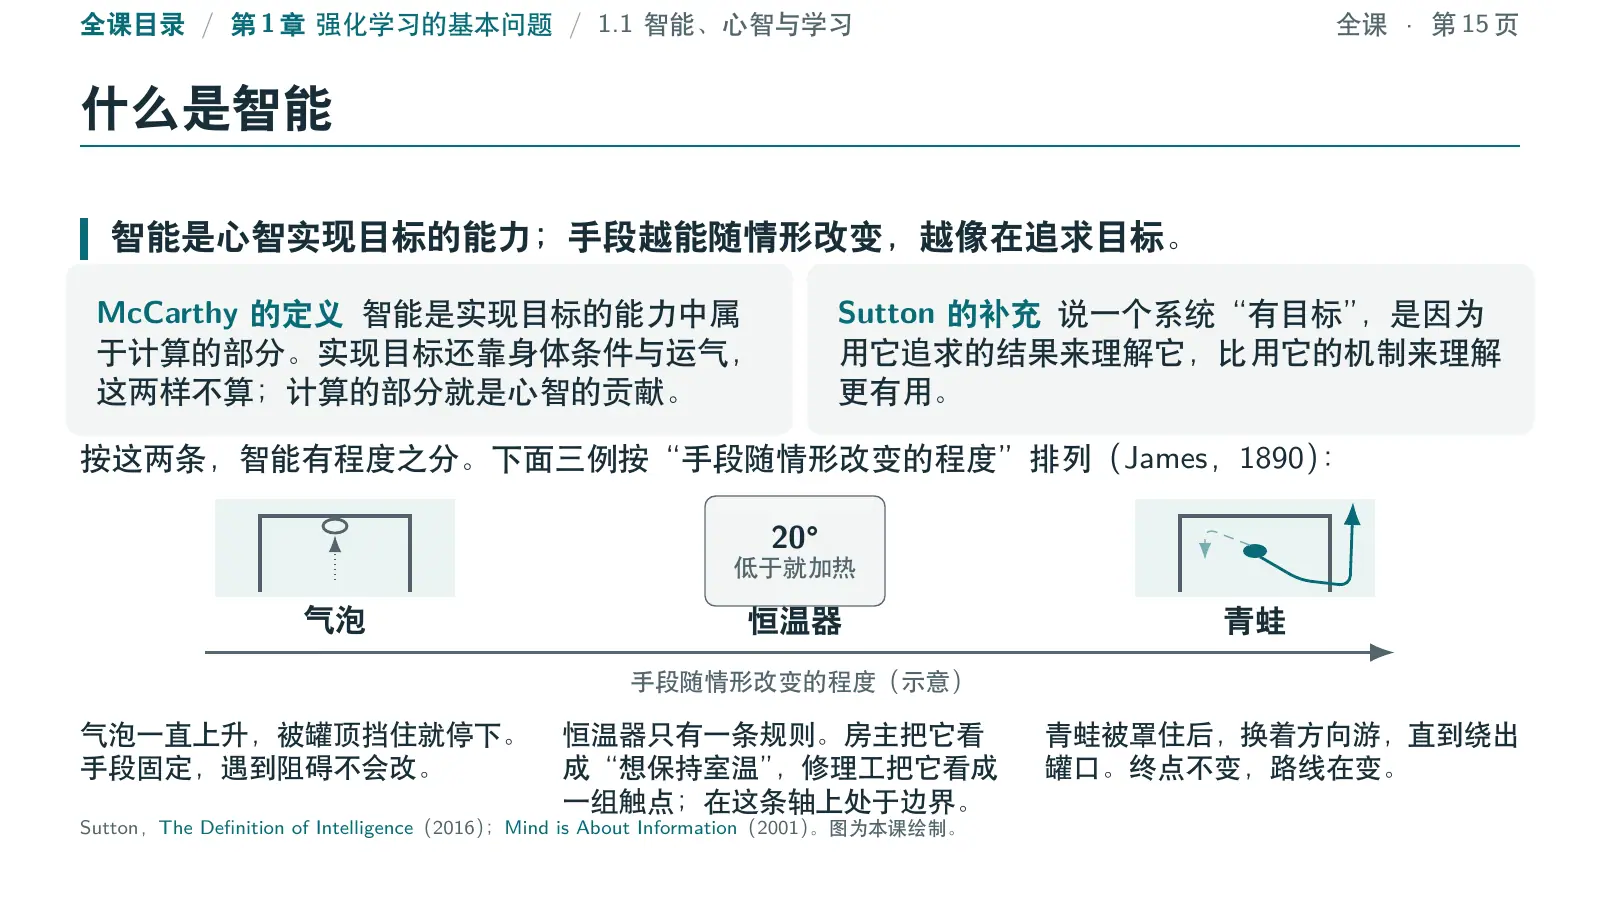 全课目录 / 第1章 强化学习的基本问题 / 1.1 智能、心智与学习
全课 · 第15页
什么是智能
智能是心智实现目标的能力；手段越能随情形改变，越像在追求目标。
McCarthy 的定义 智能是实现目标的能力中属
于计算的部分。实现目标还靠身体条件与运气，
这两样不算；计算的部分就是心智的贡献。
Sutton 的补充 说一个系统“有目标”，是因为
用它追求的结果来理解它，比用它的机制来理解
更有用。
按这两条，智能有程度之分。下面三例按“手段随情形改变的程度”排列（James，1890）：
20°
低于就加热
气泡
恒温器
青蛙
手段随情形改变的程度（示意）
气泡一直上升，被罐顶挡住就停下。
手段固定，遇到阻碍不会改。
恒温器只有一条规则。房主把它看
成“想保持室温”，修理工把它看成
一组触点；在这条轴上处于边界。
青蛙被罩住后，换着方向游，直到绕出
罐口。终点不变，路线在变。
Sutton，The Definition of Intelligence（2016）；Mind is About Information（2001）。图为本课绘制。